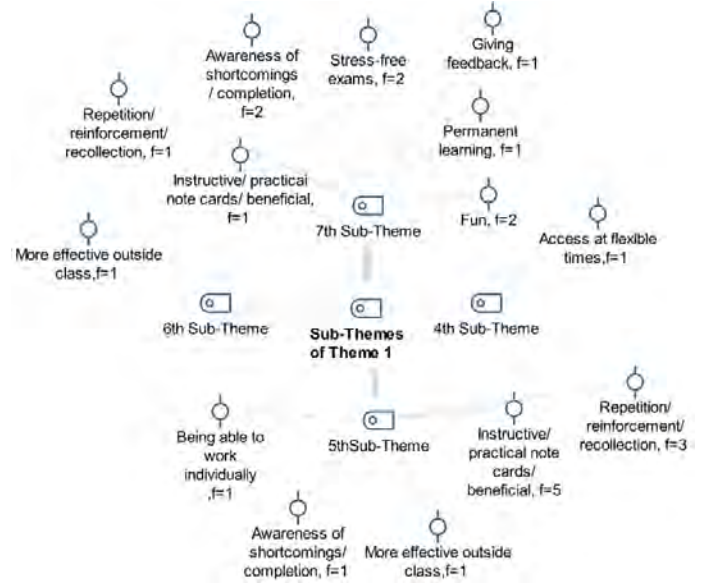 Awareness of
shortcomings
/ completion,
f=2
Stress-free
exams, f=2
Giving
feedback, f=1
Repetition/
reinforcement/
recollection, f=1
Permanent
learning, f=1
Instructive/ practical
note cards/ beneficial,
f=1
7th Sub-Theme
Fun, f=2
More effective outside
class,f=1
Access at flexible
times,f=1
6th Sub-Theme
Sub-Themes
of Theme 1
4th Sub-Theme
Being able to
work
individually
,f=1
5thSub-Theme
Instructive/
practical note
cards/
beneficial, f=5
Repetition/
reinforcement/
recollection, f=3
Awareness of
shortcomings/
completion, f=1
More effective outside
class,f=1